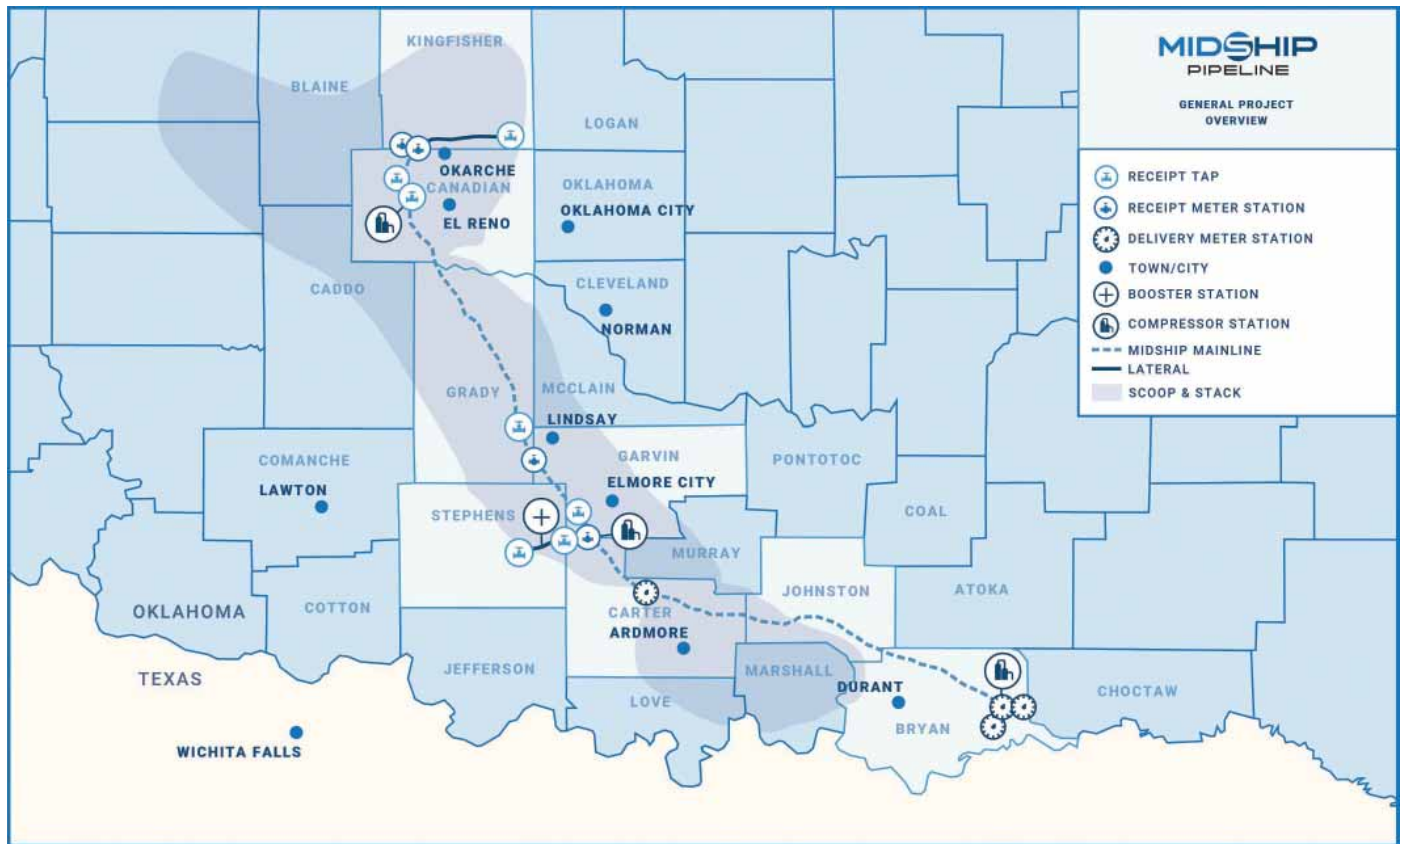 MIDSHIP
PIPELINE
GENERAL PROJECT
OVERVIEW
RECEIPT TAP
RECEIPT METER STATION
DELIVERY METER STATION
TOWN/CITY
BOOSTER STATION
COMPRESSOR STATION
MIDSHIP MAINLINE
LATERAL
SCOOP & STACK
KINGFISHER
BLAINE
LOGAN
OKARCHE
CANADIAN
OKLAHOMA
OKLAHOMA CITY
EL RENO
CADDO
CLEVELAND
NORMAN
GRADY
MCCLAIN
LINDSAY
COMANCHE
GARVIN
PONTOTOC
LAWTON
ELMORE CITY
STEPHENS
COAL
MURRAY
JOHNSTON
ATOKA
OKLAHOMA
COTTON
CARTER
ARDMORE
JEFFERSON
MARSHALL
TEXAS
DURANT
CHOCTAW
LOVE
BRYAN
WICHITA FALLS